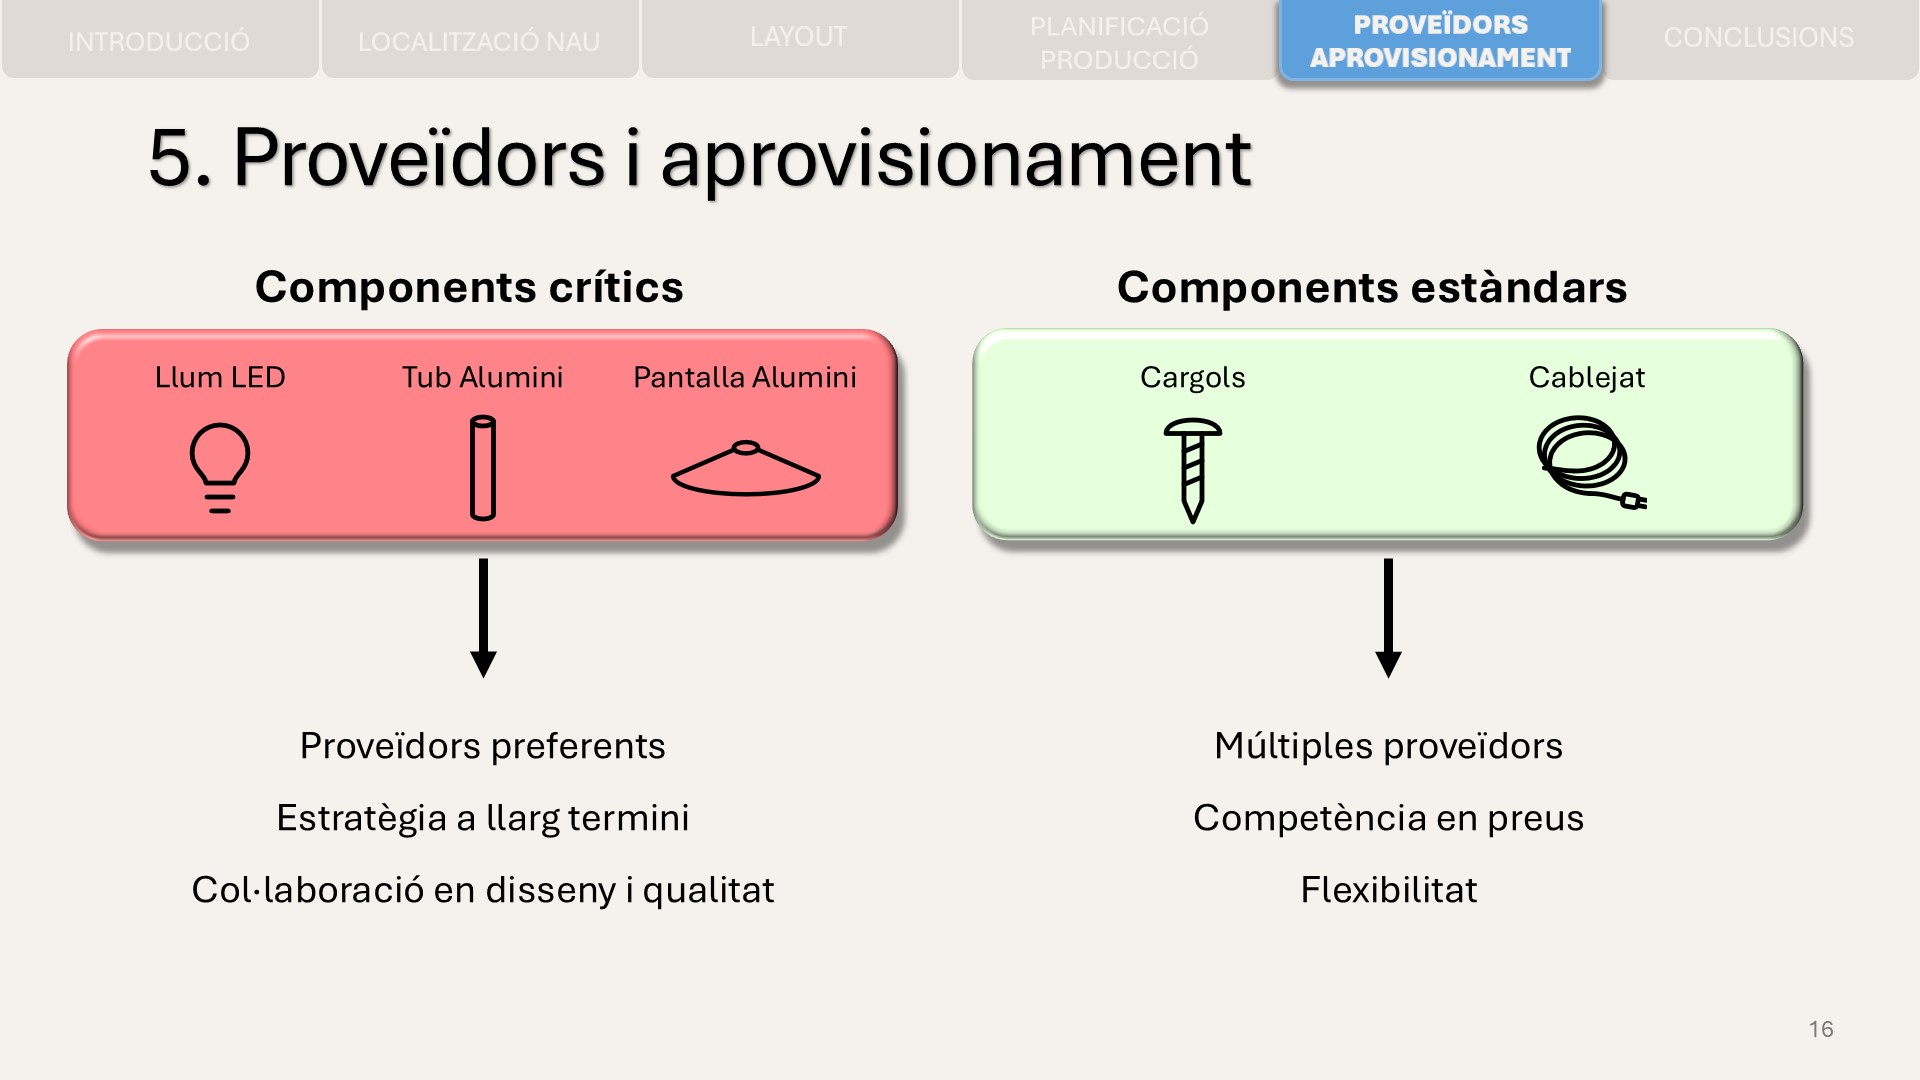 INTRODUCCIÓ
LOCALITZACIÓ NAU
LAYOUT
PLANIFICACIÓ
PRODUCCIÓ
PROVEÏDORS
APROVISIONAMENT
CONCLUSIONS
5. Proveïdors i aprovisionament
Components crítics
Llum LED
Tub Alumini
Pantalla Alumini
Proveïdors preferents
Estratègia a llarg termini
Col·laboració en disseny i qualitat
Components estàndars
Cargols
Cablejat
Múltiples proveïdors
Competència en preus
Flexibilitat
16